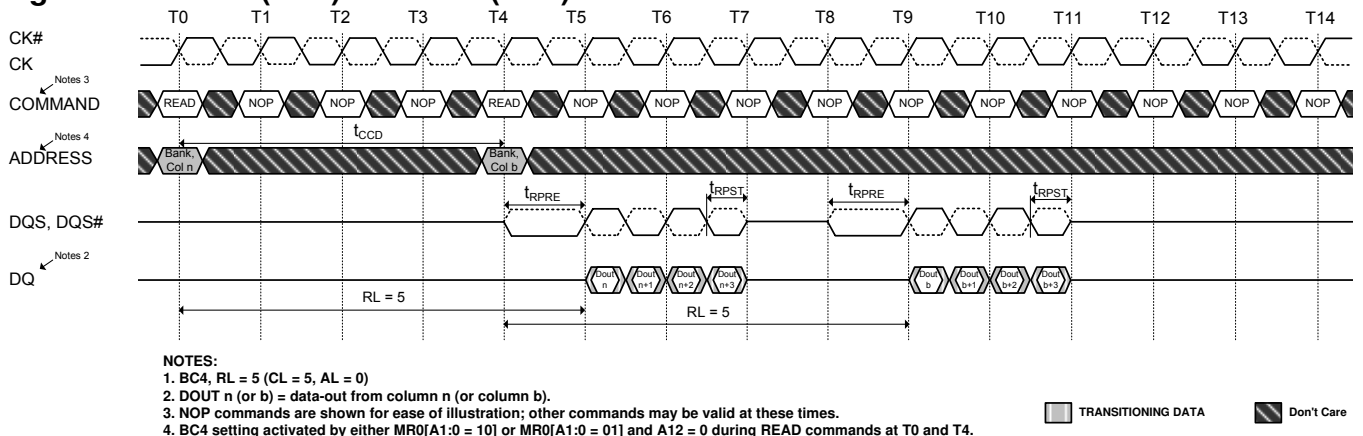 T0 T1 T2 T3 T4 T5 T6 T7 T8 T9 T10 T11 T12 T13 T14
CK#
CK
Notes 3
COMMAND READ NOP NOP NOP READ NOP NOP NOP NOP NOP NOP NOP NOP NOP NOP
tCCD
Notes 4
ADDRESS Bank, Col n Bank, Col b
tRPRE tRPST tRPRE tRPST
DQS, DQS#
Notes 2
DQ Dout n Dout n+1 Dout n+2 Dout n+3 Dout b Dout b+1 Dout b+2 Dout b+3
RL = 5 RL = 5
NOTES:
1. BC4, RL = 5 (CL = 5, AL = 0)
2. DOUT n (or b) = data-out from column n (or column b).
3. NOP commands are shown for ease of illustration; other commands may be valid at these times.
4. BC4 setting activated by either MR0[A1:0 = 10] or MR0[A1:0 = 01] and A12 = 0 during READ commands at T0 and T4.
TRANSITIONING DATA Don't Care